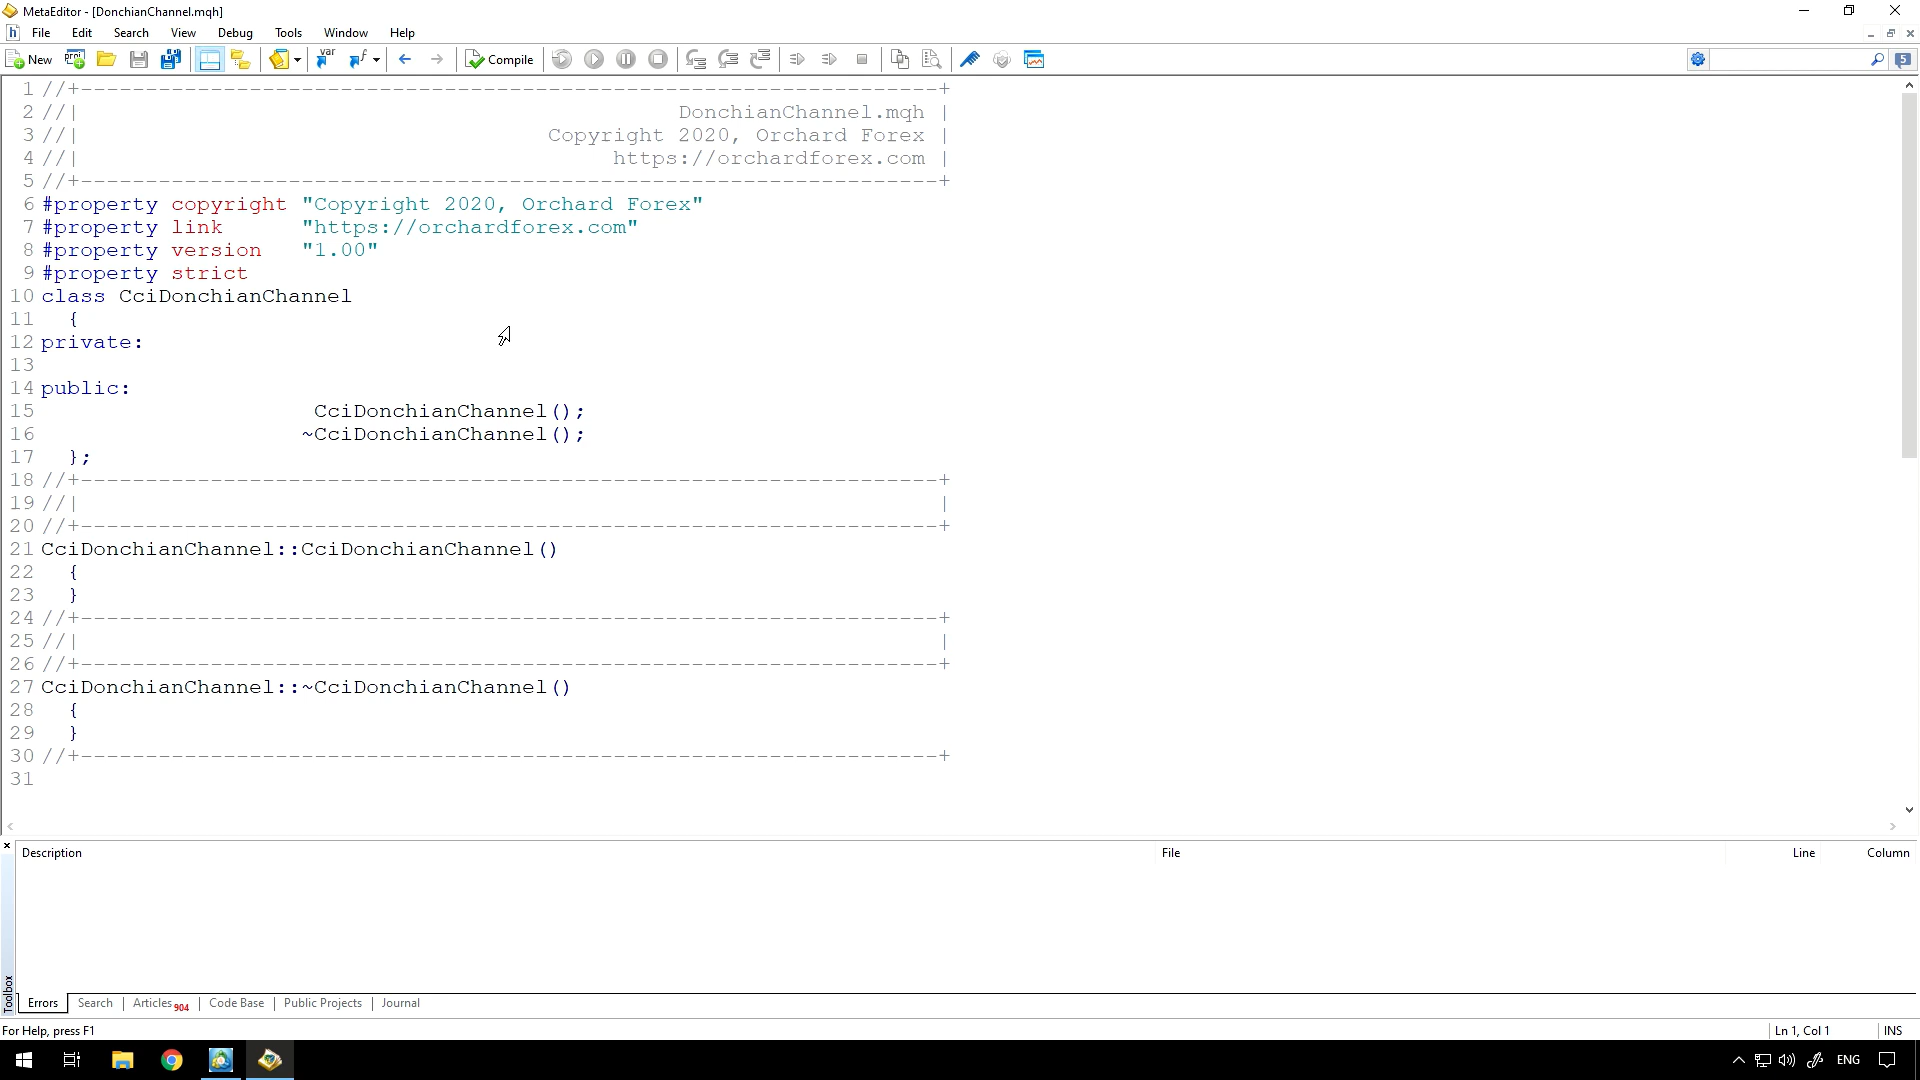 MetaEditor - [DonchianChannel.mqh]
File Edit Search View Debug Tools Window Help
New Compile 5
1 //+------------------------------------------------------------------+
2 //| DonchianChannel.mqh |
3 //| Copyright 2020, Orchard Forex |
4 //| https://orchardforex.com |
5 //+------------------------------------------------------------------+
6 #property copyright "Copyright 2020, Orchard Forex"
7 #property link "https://orchardforex.com"
8 #property version "1.00"
9 #property strict
10 class CciDonchianChannel
11 {
12 private:
13
14 public:
15 CciDonchianChannel();
16 ~CciDonchianChannel();
17 };
18 //+------------------------------------------------------------------+
19 //| |
20 //+------------------------------------------------------------------+
21 CciDonchianChannel::CciDonchianChannel()
22 {
23 }
24 //+------------------------------------------------------------------+
25 //| |
26 //+------------------------------------------------------------------+
27 CciDonchianChannel::~CciDonchianChannel()
28 {
29 }
30 //+------------------------------------------------------------------+
31
Description File Line Column
Toolbox
Errors Search Articles 904 Code Base Public Projects Journal
For Help, press F1 Ln 1, Col 1 INS
ENG